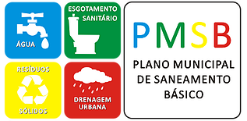 ÁGUA
ESGOTAMENTO
SANITÁRIO
RESÍDUOS
SÓLIDOS
DRENAGEM
URBANA
PMSB
PLANO MUNICIPAL
DE SANEAMENTO
BÁSICO